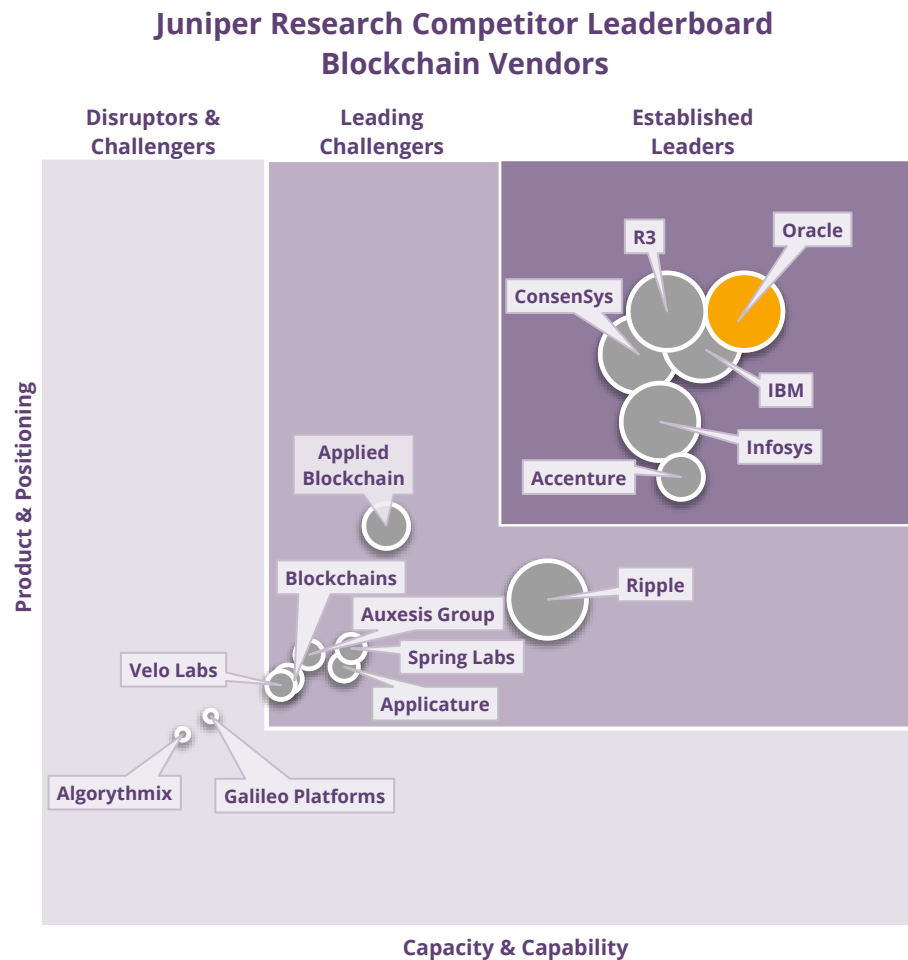 Juniper Research Competitor Leaderboard
Blockchain Vendors
Disruptors &
Challengers
Leading
Challengers
Established
Leaders
R3
Oracle
ConsenSys
IBM
Infosys
Applied
Blockchain
Accenture
Product & Positioning
Blockchains
Ripple
Auxesis Group
Spring Labs
Velo Labs
Applicature
Algorythmix
Galileo Platforms
Capacity & Capability